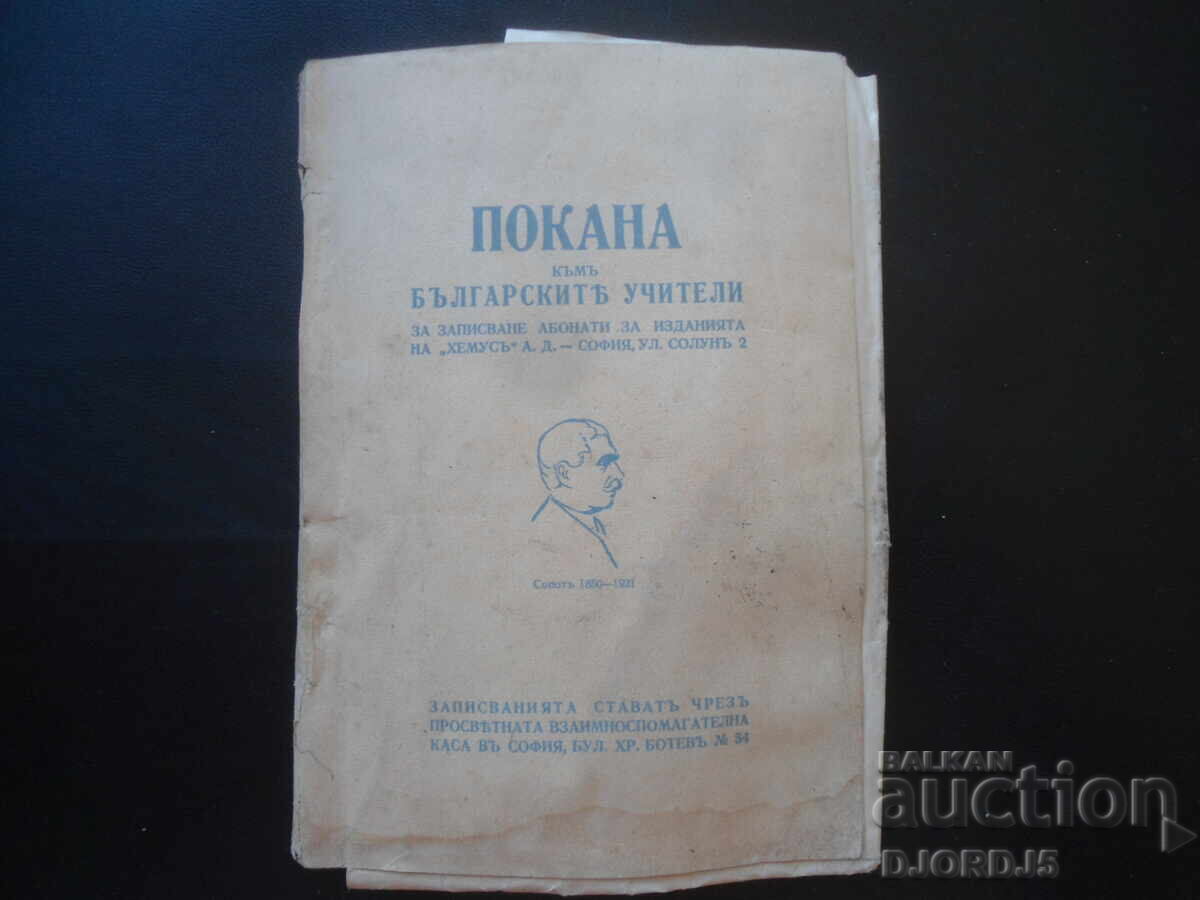 ПОКАНА
КЪМЪ
БЪЛГАРСКИТѢ УЧИТЕЛИ
ЗА ЗАПИСВАНЕ АБОНАТИ ЗА ИЗДАНИЯТА
НА „ХЕМУСЪ“ А. Д. — СОФИЯ, УЛ. СОЛУНЪ 2
Сопотъ 1850—1921
ЗАПИСВАНИЯТА СТАВАТЪ ЧРЕЗЪ
ПРОСВѢТНАТА ВЗАИМНОСПОМАГАТЕЛНА
КАСА ВЪ СОФИЯ, БУЛ. ХР. БОТЕВЪ № 54
BALKAN
auction
DJORDJ5